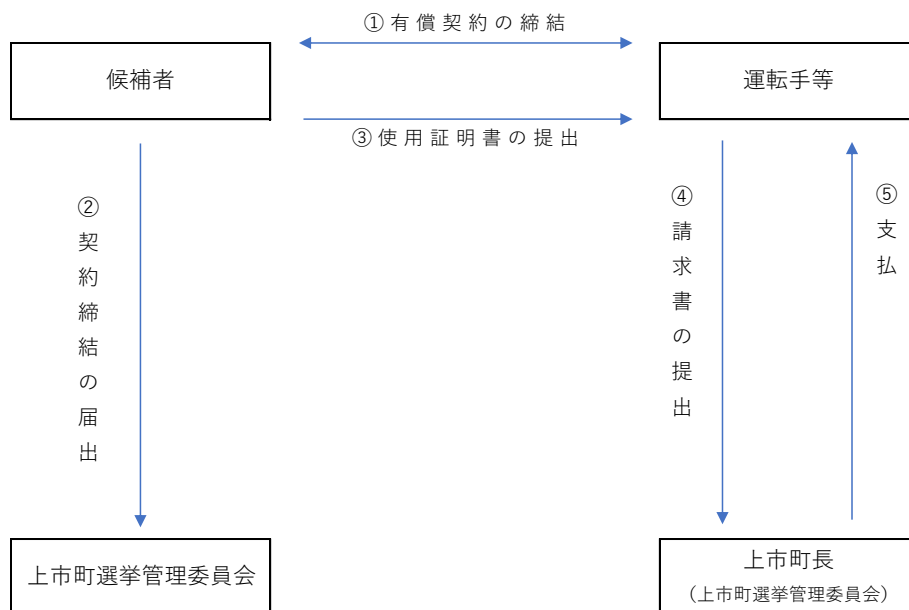 ①有償契約の締結
候補者
運転手等
③使用証明書の提出
②契約締結の届出
④請求書の提出
⑤支払
上市町選挙管理委員会
上市町長
（上市町選挙管理委員会）